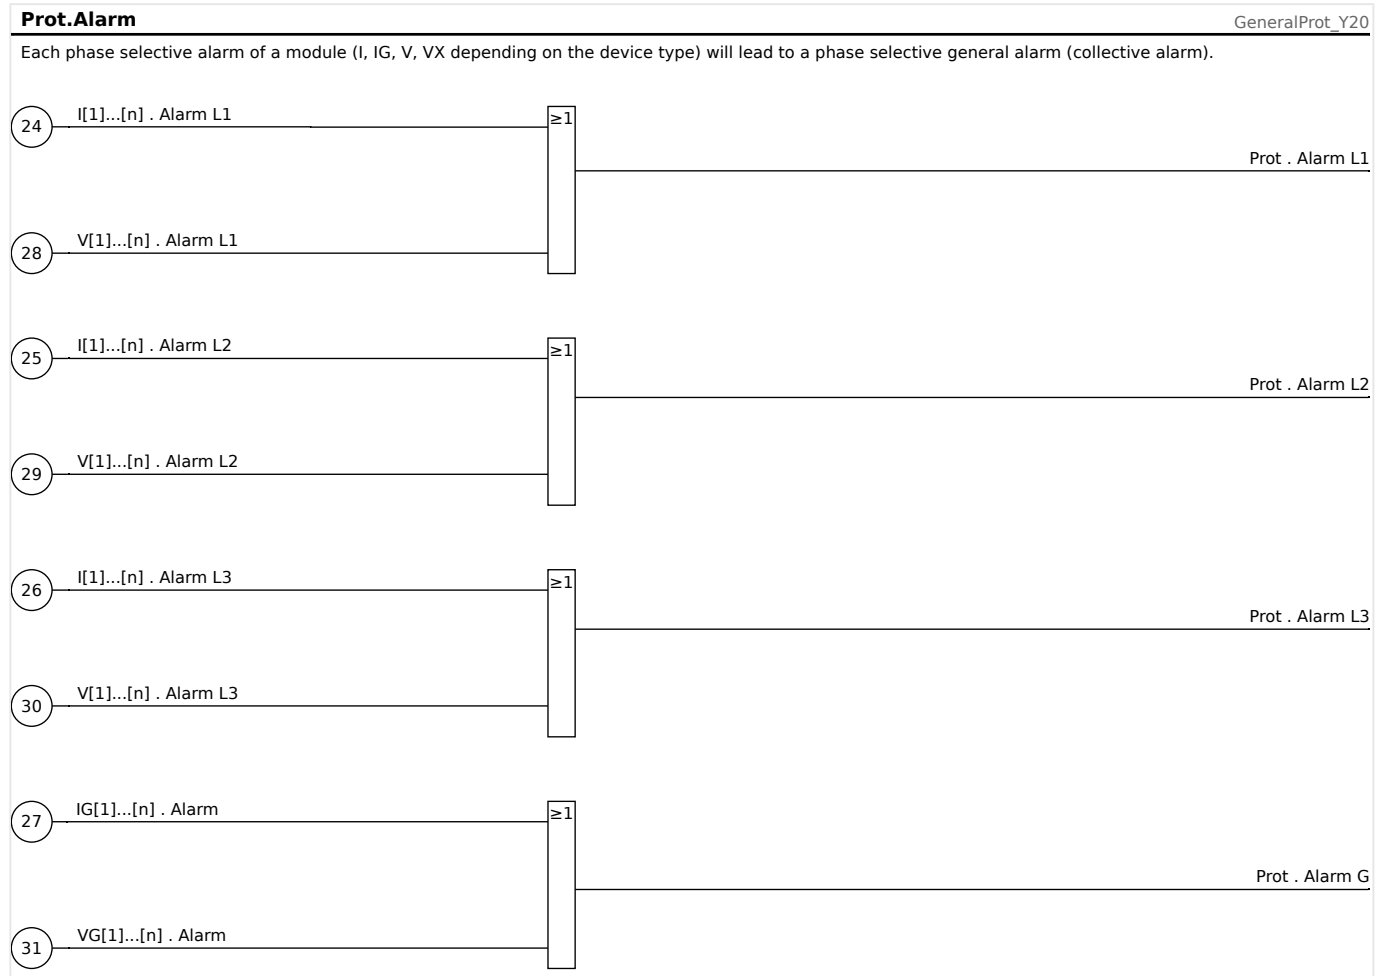 Prot.Alarm
GeneralProt_Y20
Each phase selective alarm of a module (I, IG, V, VX depending on the device type) will lead to a phase selective general alarm (collective alarm).
24
I[1]...[n] . Alarm L1
≥1
Prot . Alarm L1
28
V[1]...[n] . Alarm L1
25
I[1]...[n] . Alarm L2
≥1
Prot . Alarm L2
29
V[1]...[n] . Alarm L2
26
I[1]...[n] . Alarm L3
≥1
Prot . Alarm L3
30
V[1]...[n] . Alarm L3
27
IG[1]...[n] . Alarm
≥1
Prot . Alarm G
31
VG[1]...[n] . Alarm